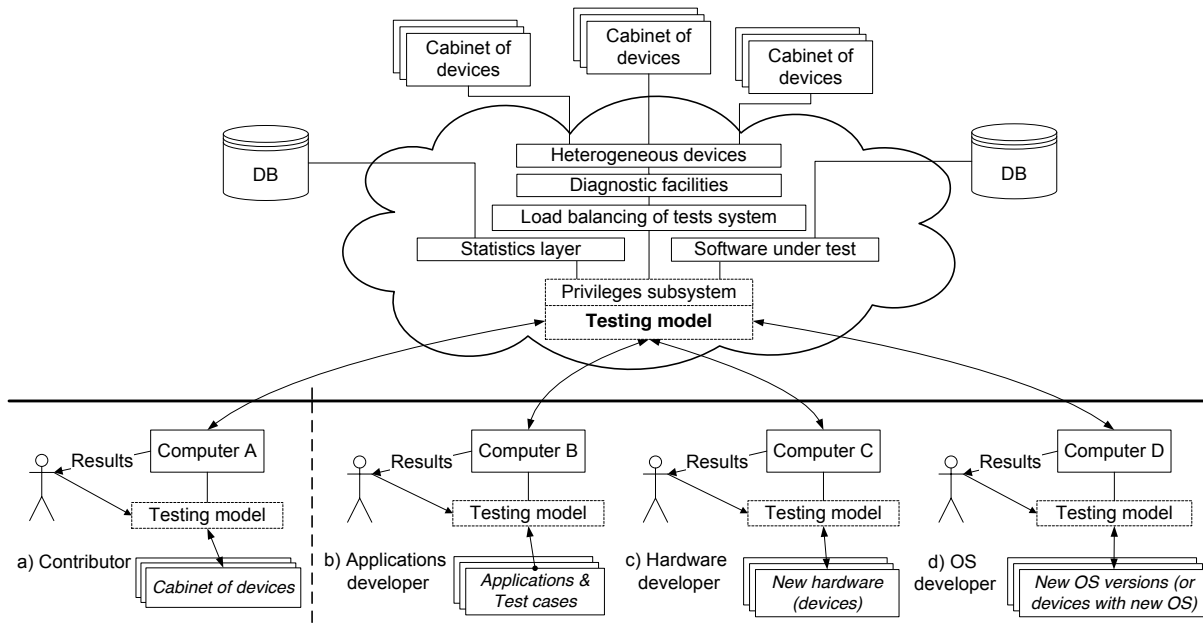 Cabinet of
devices
Cabinet of
devices
Cabinet of
devices
DB
DB
Heterogeneous devices
Diagnostic facilities
Load balancing of tests system
Statistics layer
Software under test
Privileges subsystem
Testing model
Computer A
Results
Testing model
a) Contributor
Cabinet of devices
Computer B
Results
Testing model
b) Applications
developer
Applications &
Test cases
Computer C
Results
Testing model
c) Hardware
developer
New hardware
(devices)
Computer D
Results
Testing model
d) OS
developer
New OS versions (or
devices with new OS)